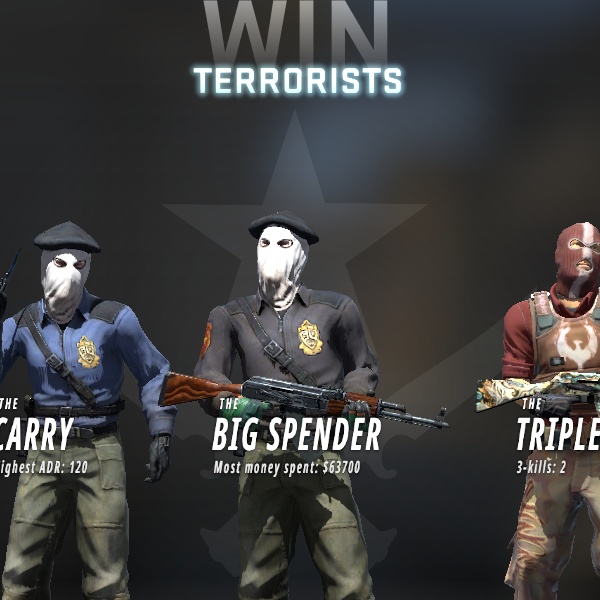 WIN
TERRORISTS
THE
CARRY
ighest ADR: 120
THE
BIG SPENDER
Most money spent: $63700
THE
TRIPLE
3-kills: 2